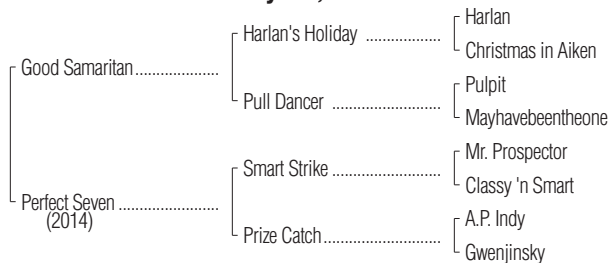 Harlan
Harlan's Holiday ..................
Christmas in Aiken
Good Samaritan.....................
Pulpit
Pull Dancer ..........................
Mayhavebeentheone
Mr. Prospector
Smart Strike ..........................
Classy 'n Smart
Perfect Seven .........................
(2014)
A.P. Indy
Prize Catch............................
Gwenjinsky